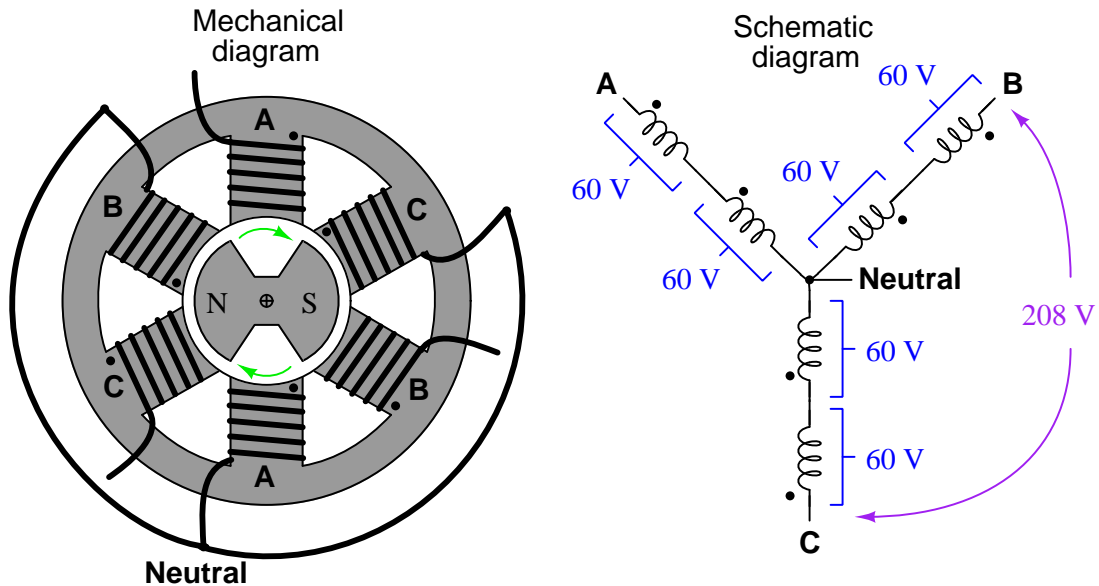 Mechanical
diagram
A
B
C
N
S
C
B
A
Neutral
Schematic
diagram
60 V
A
B
60 V
60 V
60 V
Neutral
208 V
60 V
60 V
C